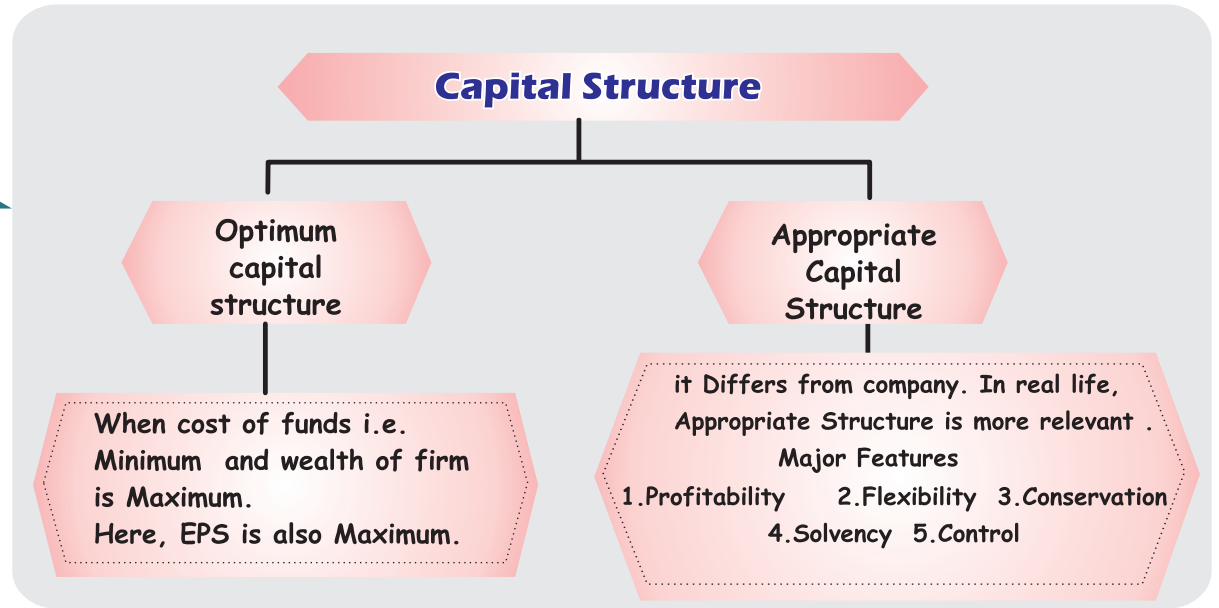 Capital Structure
Optimum
capital
structure
Appropriate
Capital
Structure
When cost of funds i.e.
Minimum and wealth of firm
is Maximum.
Here, EPS is also Maximum.
it Differs from company. In real life,
Appropriate Structure is more relevant .
Major Features
1.Profitability 2.Flexibility 3.Conservation
4.Solvency 5.Control